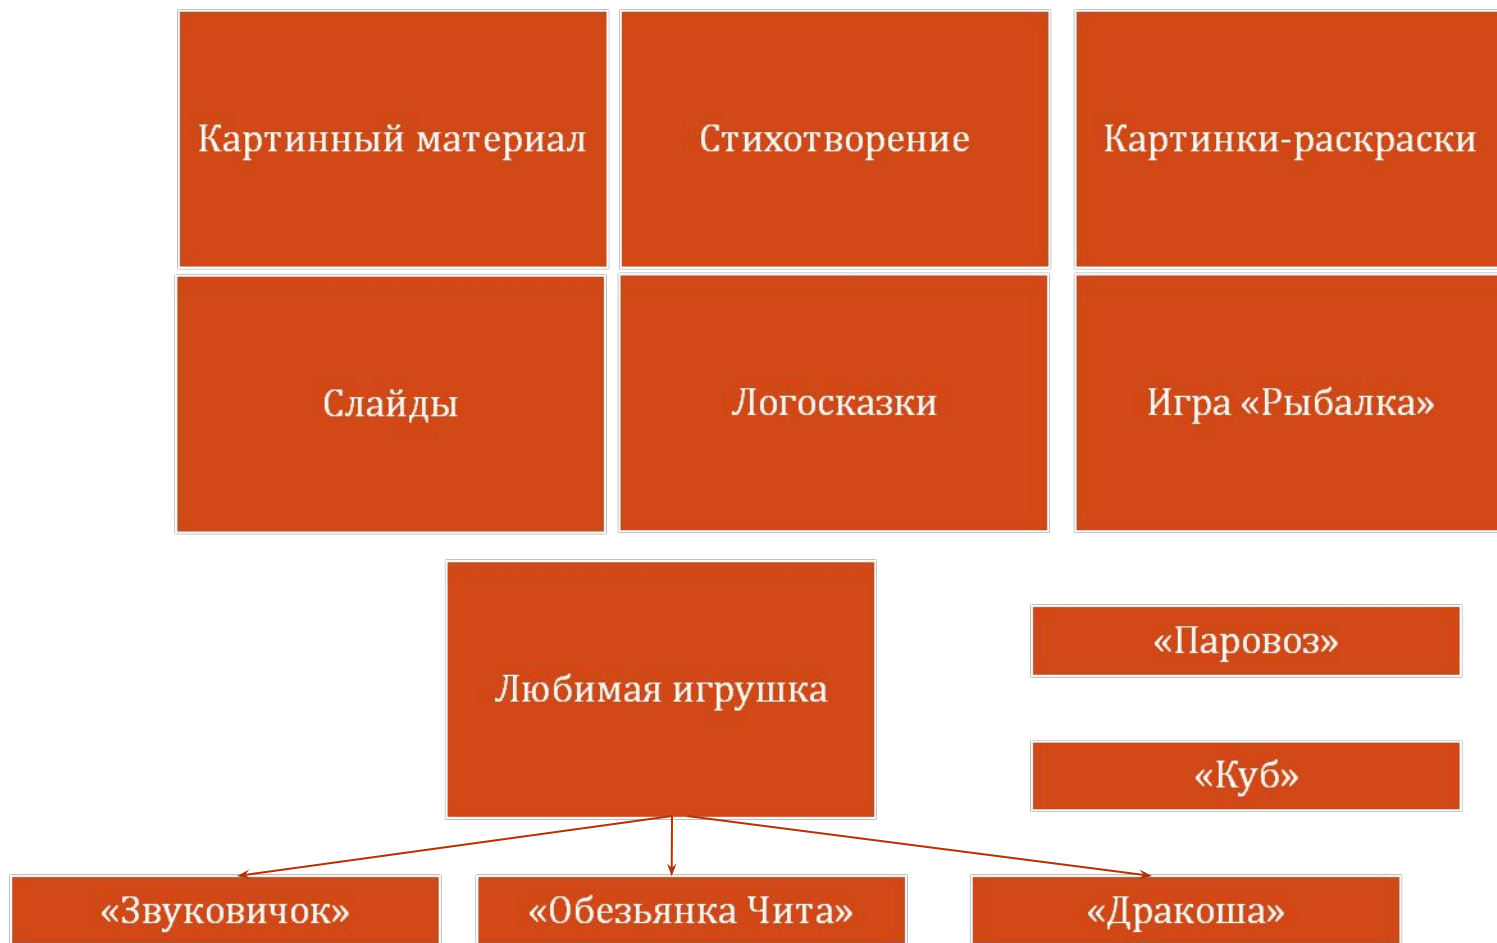 Картинный материал
Стихотворение
Картинки-раскраски
Слайды
Логосказки
Игра «Рыбалка»
Любимая игрушка
«Паровоз»
«Куб»
«Звуковичок»
«Обезьянка Чита»
«Дракоша»